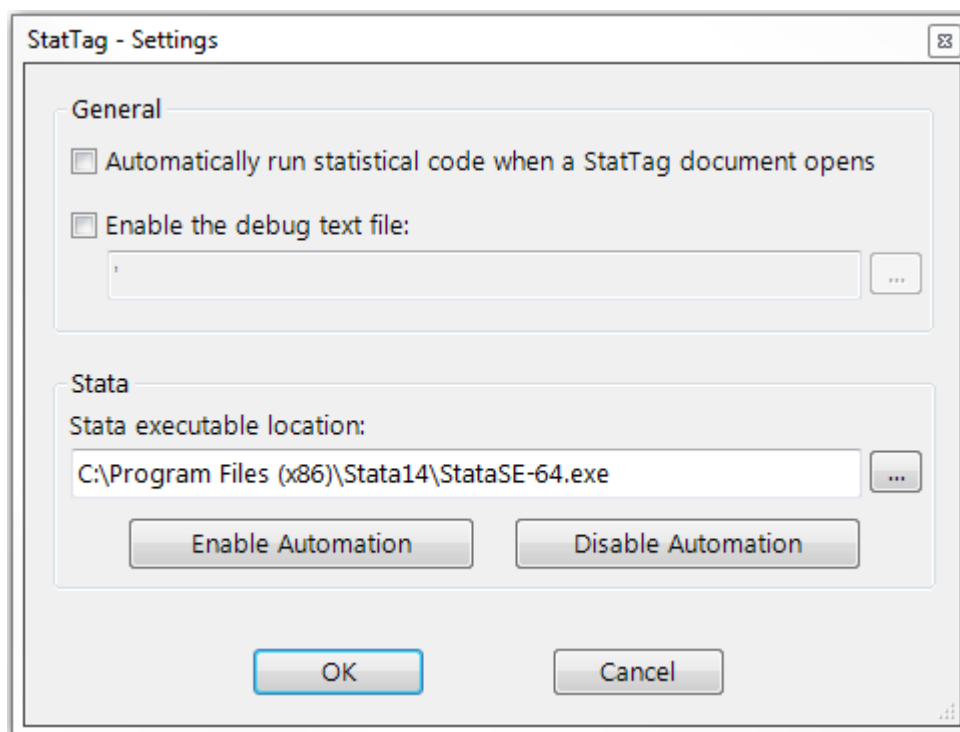 StatTag - Settings
General
Automatically run statistical code when a StatTag document opens
Enable the debug text file:
'
...
Stata
Stata executable location:
C:\Program Files (x86)\Stata14\StataSE-64.exe
...
Enable Automation Disable Automation
OK Cancel